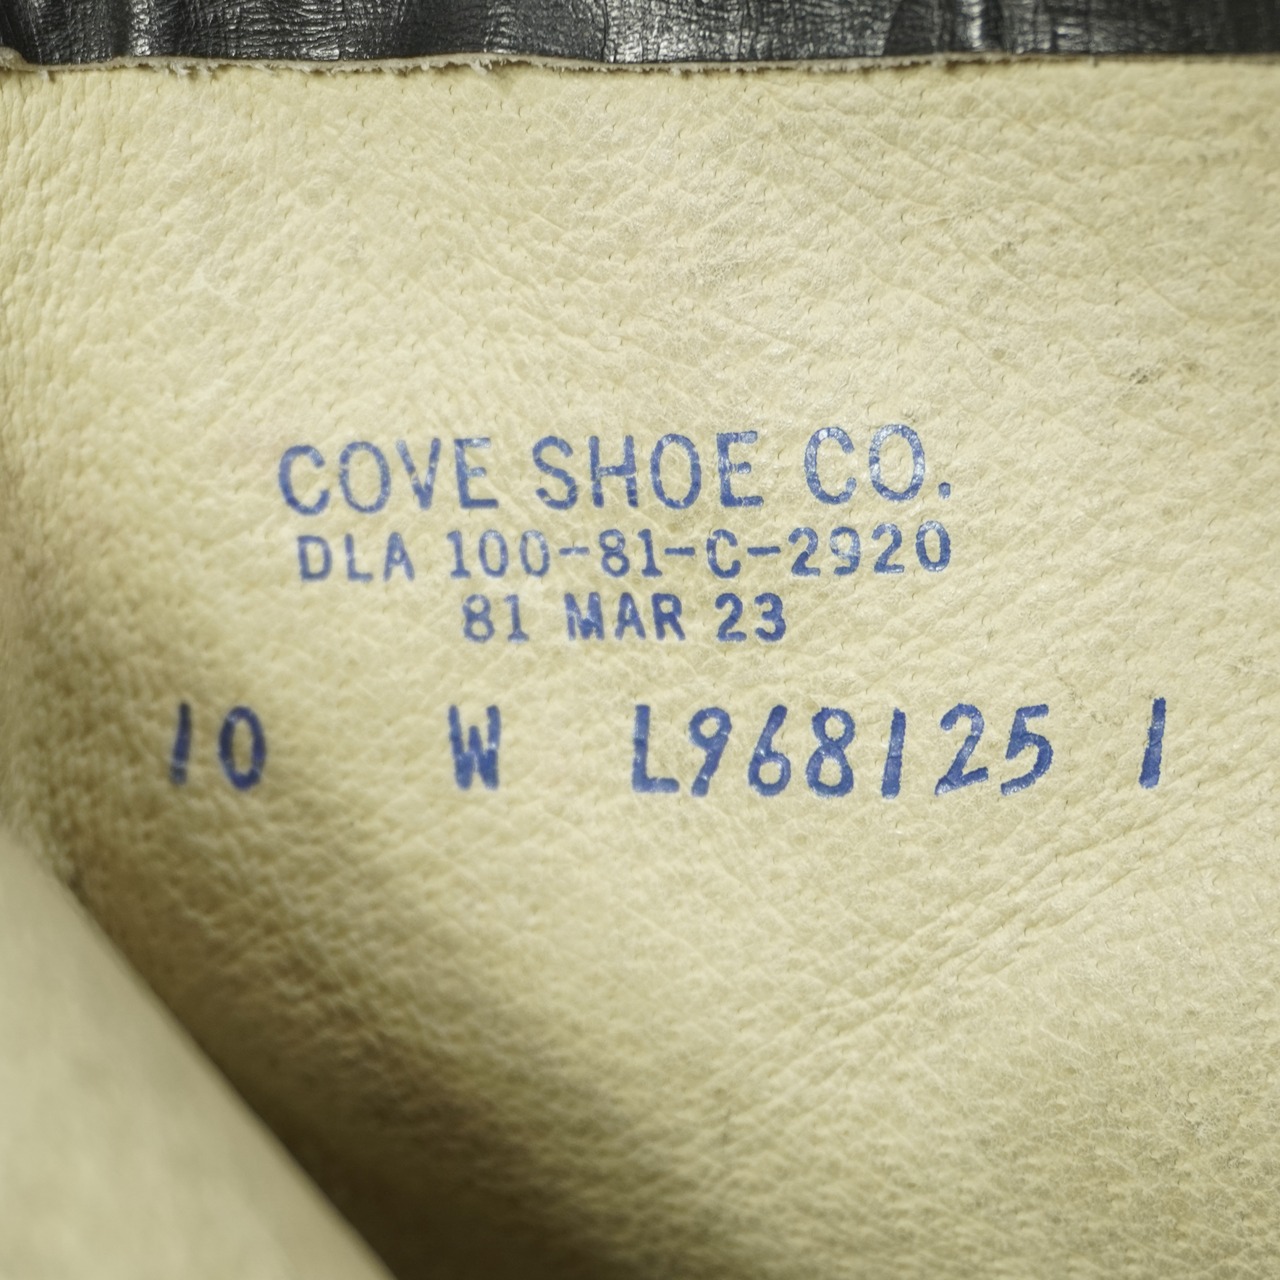 COVE SHOE CO.
DLA 100-81-C-2920
81 MAR 23
10 W L968125 1